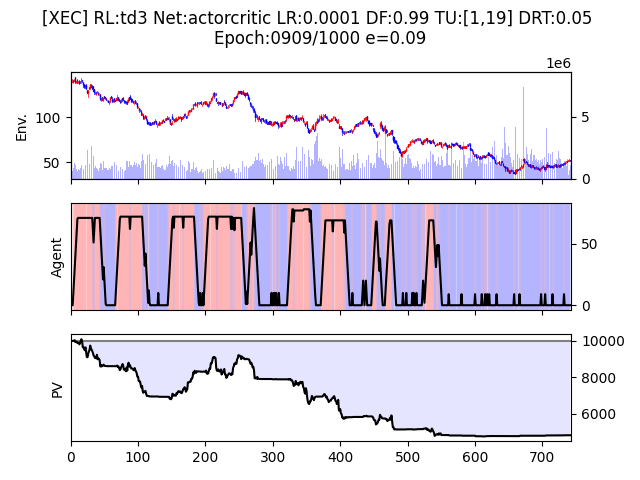 [XEC] RL:td3 Net:actorcritic LR:0.0001 DF:0.99 TU:[1,19] DRT:0.05
Epoch:0909/1000 e=0.09
1e6
Env.
100
50
5
0
Agent
50
0
PV
10000
8000
6000
0 100 200 300 400 500 600 700